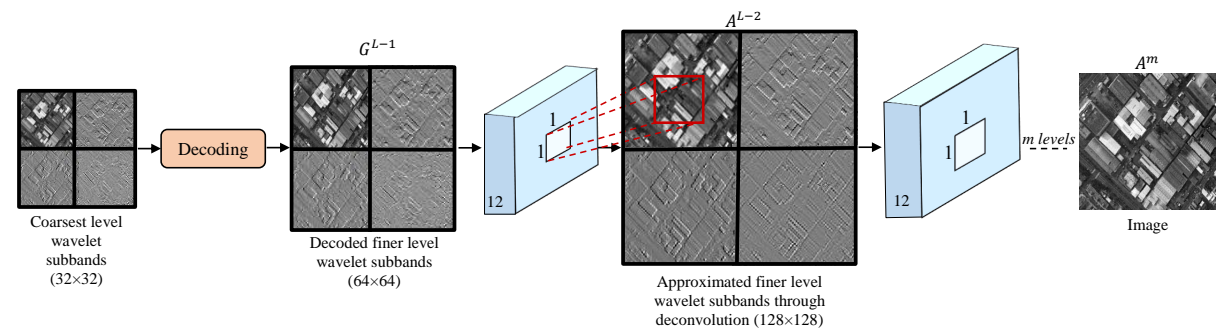 G^{L-1}
A^{L-2}
A^m
Decoding
1
1
12
1
1
12
m levels
Coarsest level
wavelet
subbands
(32×32)
Decoded finer level
wavelet subbands
(64×64)
Approximated finer level
wavelet subbands through
deconvolution (128×128)
Image